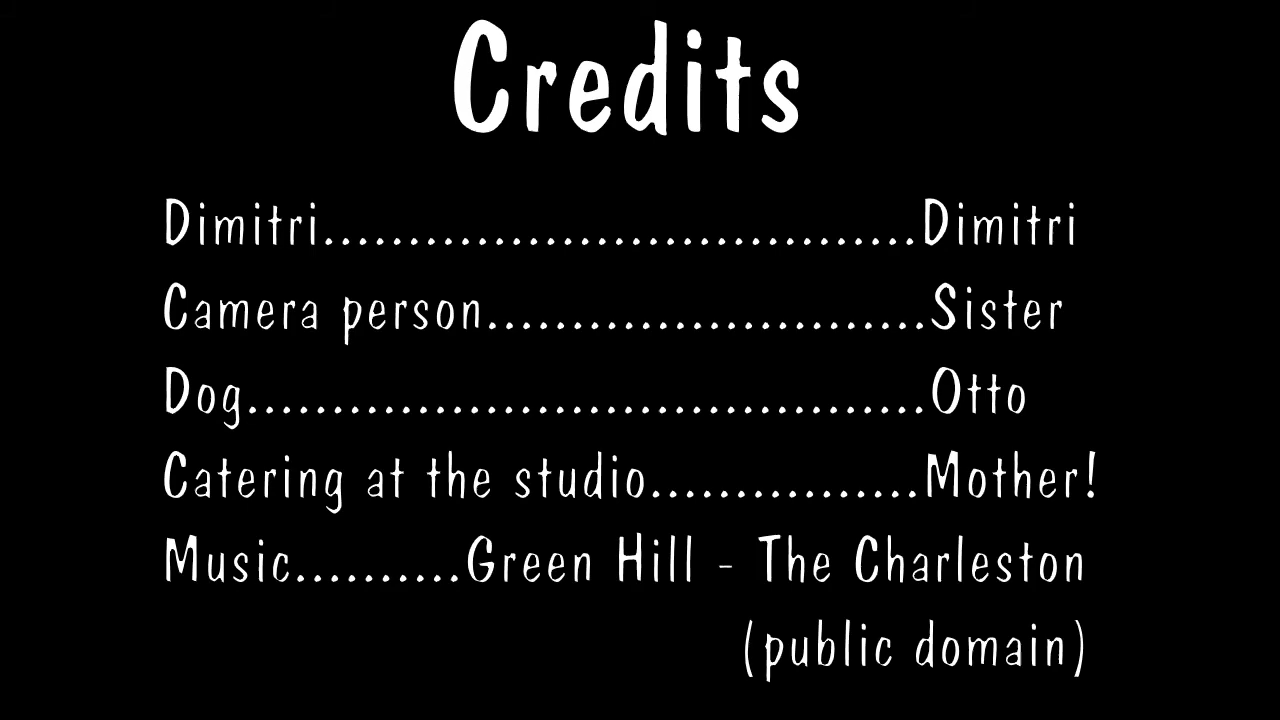 Credits
Dimitri...................................Dimitri
Camera person..........................Sister
Dog........................................Otto
Catering at the studio................Mother!
Music..........Green Hill - The Charleston
(public domain)